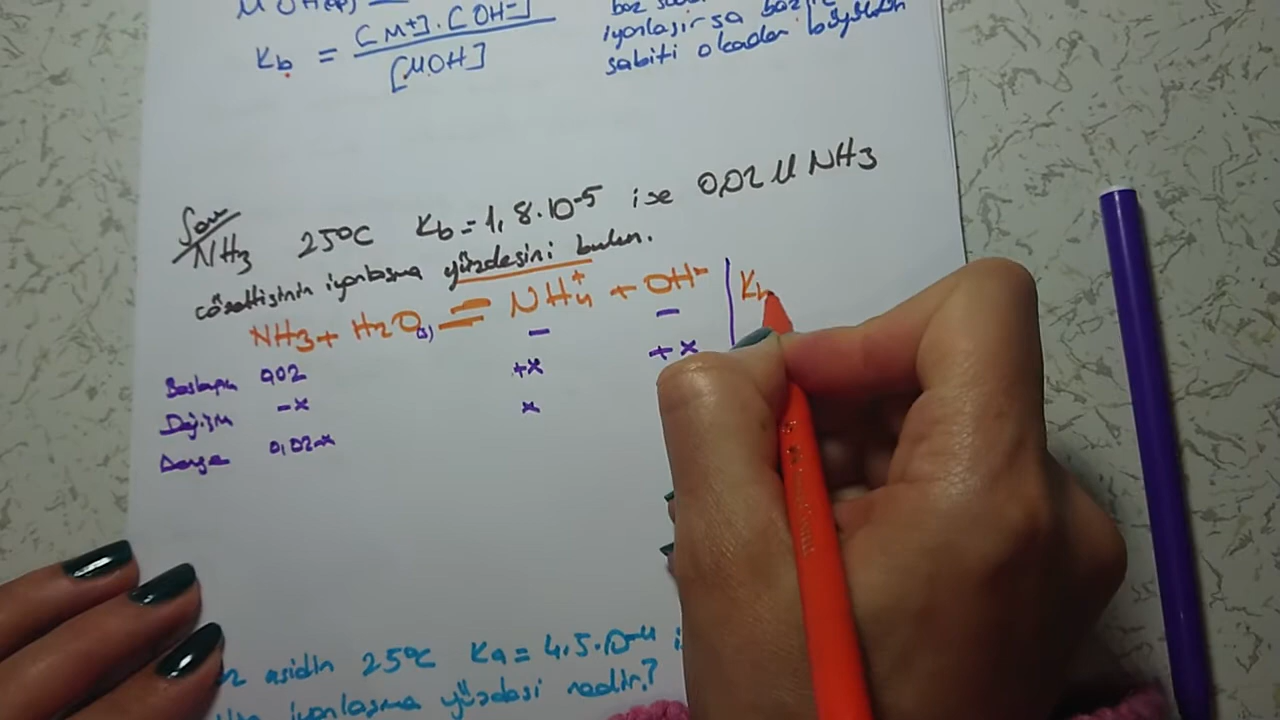 MOH
Kb = [M+].[OH-]
[MOH]
baz
iyonlaşırsa baz
sabiti o kadar büyüktür
Soru
NH3 25°C Kb=1,8.10-5 ise 0,02 M NH3
çözeltisinin iyonlaşma yüzdesini bulun.
NH3 + H2O(s) ⇌ NH4+ + OH- | Kb
Başlangıç 0,02 - -
Değişim -x +x +x
Denge 0,02-x x
asidin 25°C Ka = 4,5.10-4
iyonlaşma yüzdesi nedir?